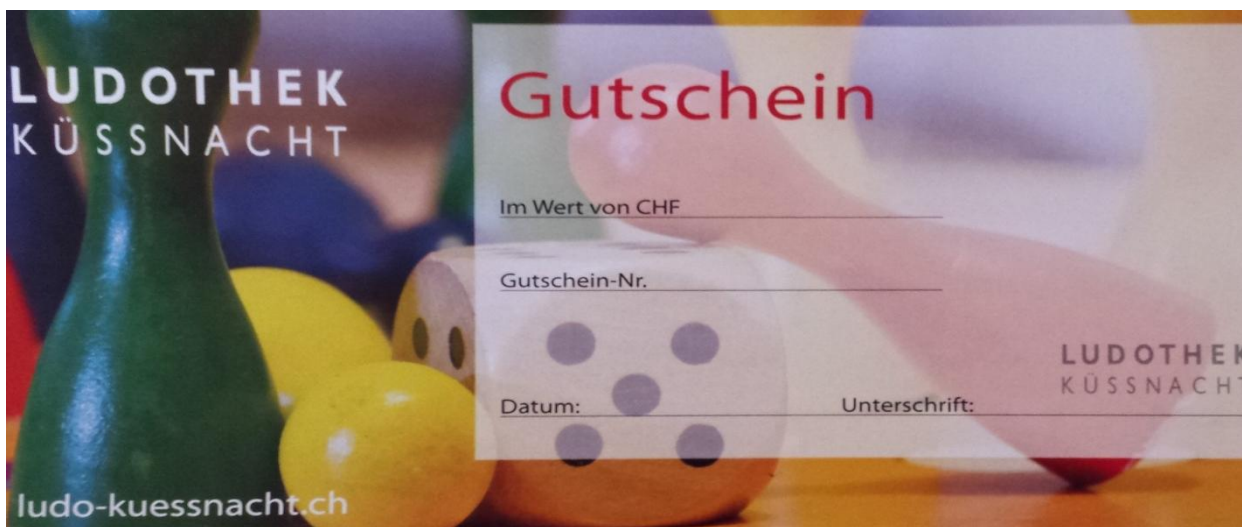 LUDOTHEK
KÜSSNACHT
Gutschein
Im Wert von CHF
Gutschein-Nr.
Datum: Unterschrift:
LUDOTHEK
KÜSSNACHT
ludo-kuessnacht.ch